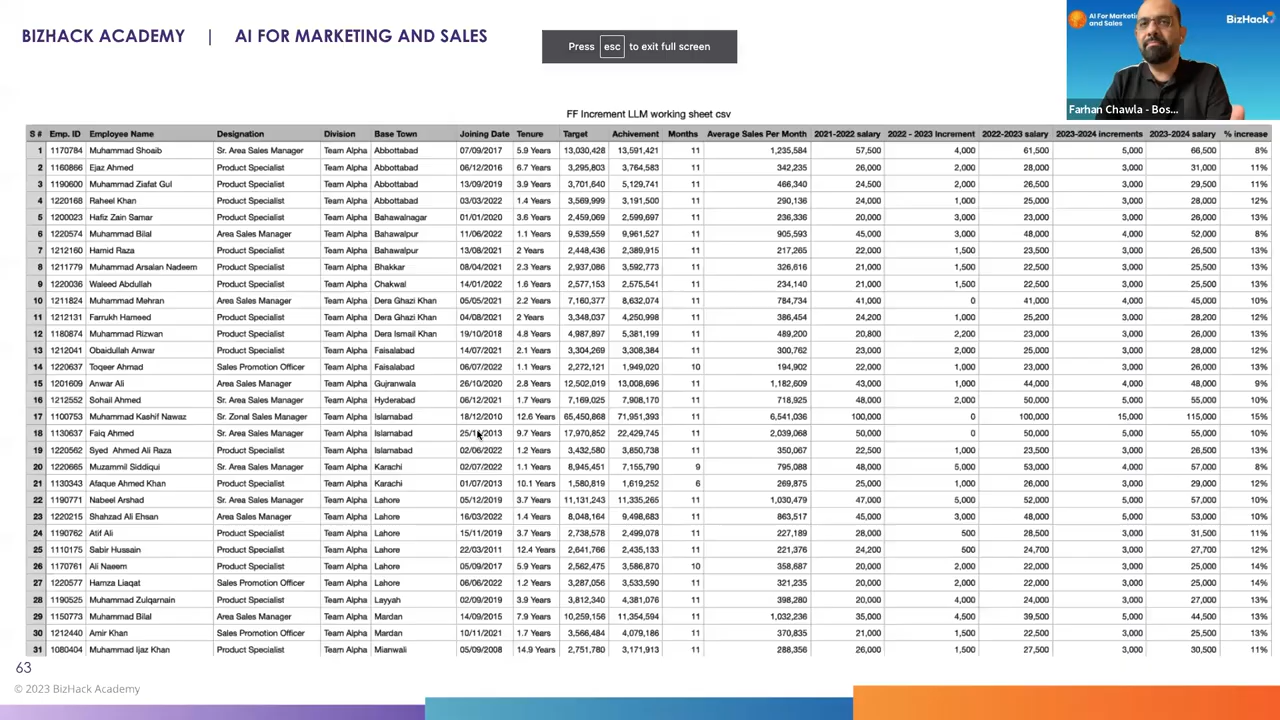 BIZHACK ACADEMY | AI FOR MARKETING AND SALES
Press esc to exit full screen
AI For Marketing and Sales
BizHack
Farhan Chawla - Bos...
FF Increment LLM working sheet csv
S # Emp. ID Employee Name Designation Division Base Town Joining Date Tenure Target Achivement Months Average Sales Per Month 2021-2022 salary 2022 - 2023 Increment 2022-2023 salary 2023-2024 increments 2023-2024 salary % increase
1 1170784 Muhammad Shoaib Sr. Area Sales Manager Team Alpha Abbottabad 07/09/2017 5.9 Years 13,030,428 13,591,421 11 1,235,584 57,500 4,000 61,500 5,000 66,500 8%
2 1160866 Ejaz Ahmed Product Specialist Team Alpha Abbottabad 06/12/2016 6.7 Years 3,295,803 3,764,583 11 342,235 26,000 2,000 28,000 3,000 31,000 11%
3 1190600 Muhammad Ziafat Gul Product Specialist Team Alpha Abbottabad 13/09/2019 3.9 Years 3,701,640 5,129,741 11 466,340 24,500 2,000 26,500 3,000 29,500 11%
4 1220168 Raheel Khan Product Specialist Team Alpha Abbottabad 03/03/2022 1.4 Years 3,569,999 3,191,500 11 290,136 24,000 1,000 25,000 3,000 28,000 12%
5 1200023 Hafiz Zain Samar Product Specialist Team Alpha Bahawalnagar 01/01/2020 3.6 Years 2,459,069 2,599,697 11 236,336 20,000 3,000 23,000 3,000 26,000 13%
6 1220574 Muhammad Bilal Area Sales Manager Team Alpha Bahawalpur 11/06/2022 1.1 Years 9,539,559 9,961,527 11 905,593 45,000 3,000 48,000 4,000 52,000 8%
7 1212160 Hamid Raza Product Specialist Team Alpha Bahawalpur 13/08/2021 2 Years 2,448,436 2,389,915 11 217,265 22,000 1,500 23,500 3,000 26,500 13%
8 1211779 Muhammad Arsalan Nadeem Product Specialist Team Alpha Bhakkar 08/04/2021 2.3 Years 2,937,086 3,592,773 11 326,616 21,000 1,500 22,500 3,000 25,500 13%
9 1220036 Waleed Abdullah Product Specialist Team Alpha Chakwal 14/01/2022 1.6 Years 2,577,153 2,575,541 11 234,140 21,000 1,500 22,500 3,000 25,500 13%
10 1211824 Muhammad Mehran Area Sales Manager Team Alpha Dera Ghazi Khan 05/05/2021 2.2 Years 7,160,377 8,632,074 11 784,734 41,000 0 41,000 4,000 45,000 10%
11 1212131 Farrukh Hameed Product Specialist Team Alpha Dera Ghazi Khan 04/08/2021 2 Years 3,348,037 4,250,998 11 386,454 24,200 1,000 25,200 3,000 28,200 12%
12 1180874 Muhammad Rizwan Product Specialist Team Alpha Dera Ismail Khan 19/10/2018 4.8 Years 4,987,897 5,381,199 11 489,200 20,800 2,200 23,000 3,000 26,000 13%
13 1212041 Obaidullah Anwar Product Specialist Team Alpha Faisalabad 14/07/2021 2.1 Years 3,304,269 3,308,384 11 300,762 23,000 2,000 25,000 3,000 28,000 12%
14 1220637 Toqeer Ahmad Sales Promotion Officer Team Alpha Faisalabad 06/07/2022 1.1 Years 2,272,121 1,949,020 10 194,902 22,000 1,000 23,000 3,000 26,000 13%
15 1201609 Anwar Ali Area Sales Manager Team Alpha Gujranwala 26/10/2020 2.8 Years 12,502,019 13,008,696 11 1,182,609 43,000 1,000 44,000 4,000 48,000 9%
16 1212552 Sohail Ahmed Sr. Area Sales Manager Team Alpha Hyderabad 06/12/2021 1.7 Years 7,169,025 7,908,170 11 718,925 48,000 2,000 50,000 5,000 55,000 10%
17 1100753 Muhammad Kashif Nawaz Sr. Zonal Sales Manager Team Alpha Islamabad 18/12/2010 12.6 Years 65,450,868 71,951,393 11 6,541,036 100,000 0 100,000 15,000 115,000 15%
18 1130637 Faiq Ahmed Sr. Area Sales Manager Team Alpha Islamabad 9.7 Years 17,970,852 22,429,745 11 2,039,068 50,000 0 50,000 5,000 55,000 10%
19 1220562 Syed Ahmed Ali Raza Product Specialist Team Alpha Islamabad 02/06/2022 1.2 Years 3,432,580 3,850,738 11 350,067 22,500 1,000 23,500 3,000 26,500 13%
20 1220665 Muzammil Siddiqui Sr. Area Sales Manager Team Alpha Karachi 02/07/2022 1.1 Years 8,945,451 7,155,790 9 795,088 48,000 5,000 53,000 4,000 57,000 8%
21 1130343 Afaque Ahmed Khan Product Specialist Team Alpha Karachi 01/07/2013 10.1 Years 1,580,819 1,619,252 6 269,875 25,000 1,000 26,000 3,000 29,000 12%
22 1190771 Nabeel Arshad Sr. Area Sales Manager Team Alpha Lahore 05/12/2019 3.7 Years 11,131,243 11,335,265 11 1,030,479 47,000 5,000 52,000 5,000 57,000 10%
23 1220215 Shahzad Ali Ehsan Area Sales Manager Team Alpha Lahore 16/03/2022 1.4 Years 8,048,164 9,498,683 11 863,517 45,000 3,000 48,000 5,000 53,000 10%
24 1190762 Atif Ali Product Specialist Team Alpha Lahore 15/11/2019 3.7 Years 2,738,578 2,499,078 11 227,189 28,000 500 28,500 3,000 31,500 11%
25 1110175 Sabir Hussain Product Specialist Team Alpha Lahore 22/03/2011 12.4 Years 2,641,766 2,435,133 11 221,376 24,200 500 24,700 3,000 27,700 12%
26 1170761 Ali Naeem Product Specialist Team Alpha Lahore 05/09/2017 5.9 Years 2,562,475 3,586,870 10 358,687 20,000 2,000 22,000 3,000 25,000 14%
27 1220577 Hamza Liaqat Sales Promotion Officer Team Alpha Lahore 06/06/2022 1.2 Years 3,287,056 3,533,590 11 321,235 20,000 2,000 22,000 3,000 25,000 14%
28 1190525 Muhammad Zulqarnain Product Specialist Team Alpha Layyah 02/09/2019 3.9 Years 3,812,340 4,381,076 11 398,280 20,000 4,000 24,000 3,000 27,000 13%
29 1150773 Muhammad Bilal Area Sales Manager Team Alpha Mardan 14/09/2015 7.9 Years 10,259,156 11,354,594 11 1,032,236 35,000 4,500 39,500 5,000 44,500 13%
30 1212440 Amir Khan Sales Promotion Officer Team Alpha Mardan 10/11/2021 1.7 Years 3,566,484 4,079,186 11 370,835 21,000 1,500 22,500 3,000 25,500 13%
31 1080404 Muhammad Ijaz Khan Product Specialist Team Alpha Mianwali 05/09/2008 14.9 Years 2,751,780 3,171,913 11 288,356 26,000 1,500 27,500 3,000 30,500 11%
63
© 2023 BizHack Academy